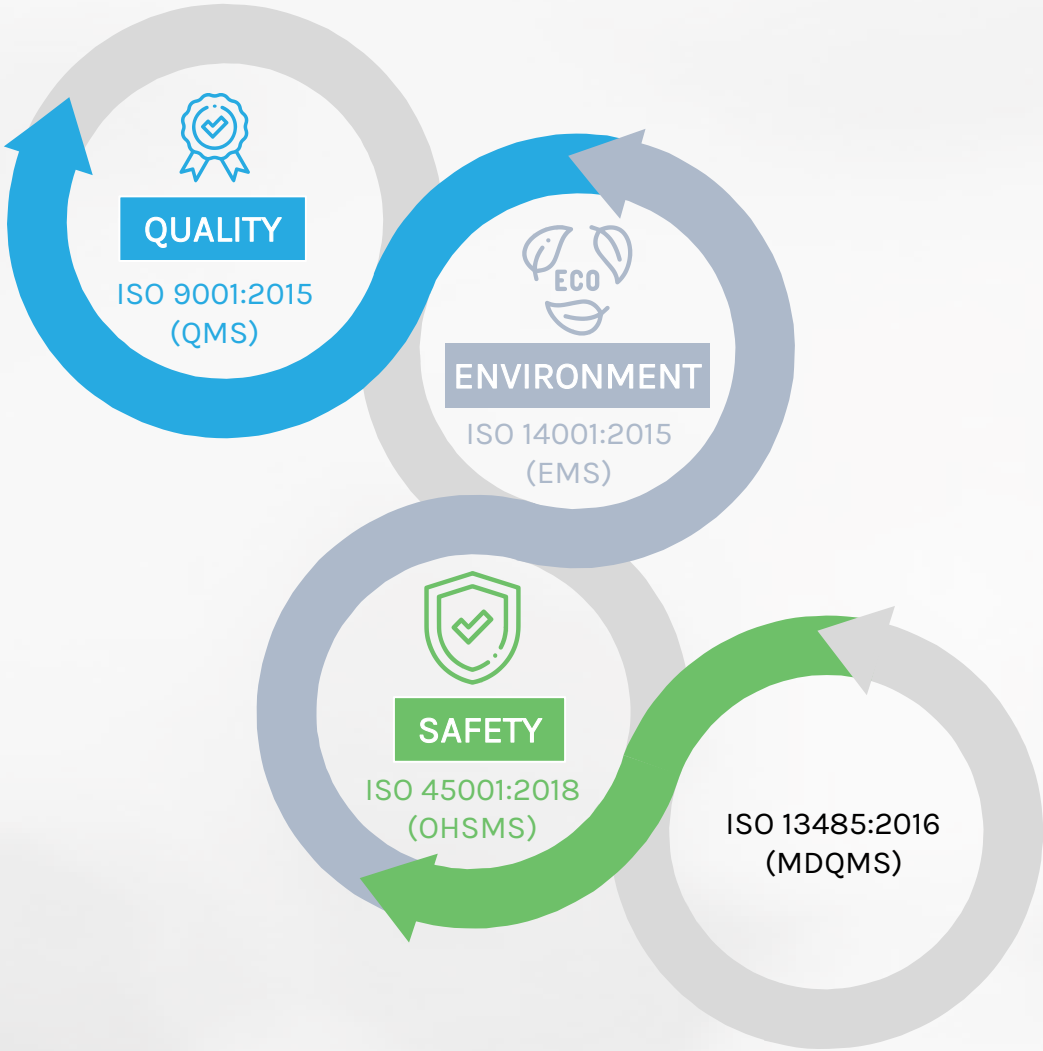 QUALITY
ISO 9001:2015
(QMS)
ECO
ENVIRONMENT
ISO 14001:2015
(EMS)
SAFETY
ISO 45001:2018
(OHSMS)
ISO 13485:2016
(MDQMS)